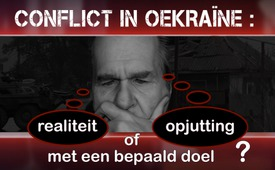 CONFLICT IN OEKRAÏNE :
realiteit opjutting
of
met een bepaald doel ?